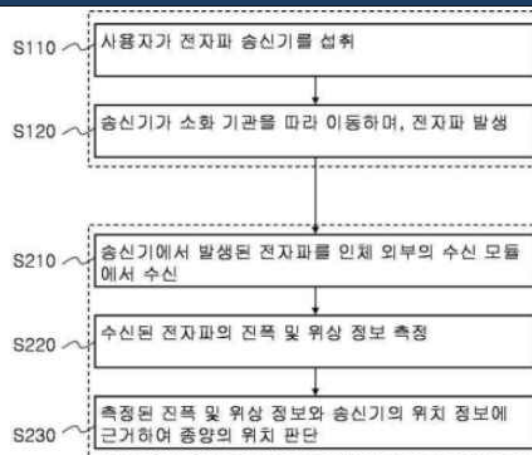 S110
사용자가 전자파 송신기를 섭취
S120
송신기가 소화 기관을 따라 이동하며, 전자파 발생
S210
송신기에서 발생된 전자파를 인체 외부의 수신 모듈
에서 수신
S220
수신된 전자파의 진폭 및 위상 정보 측정
S230
측정된 진폭 및 위상 정보와 송신기의 위치 정보에
근거하여 종양의 위치 판단